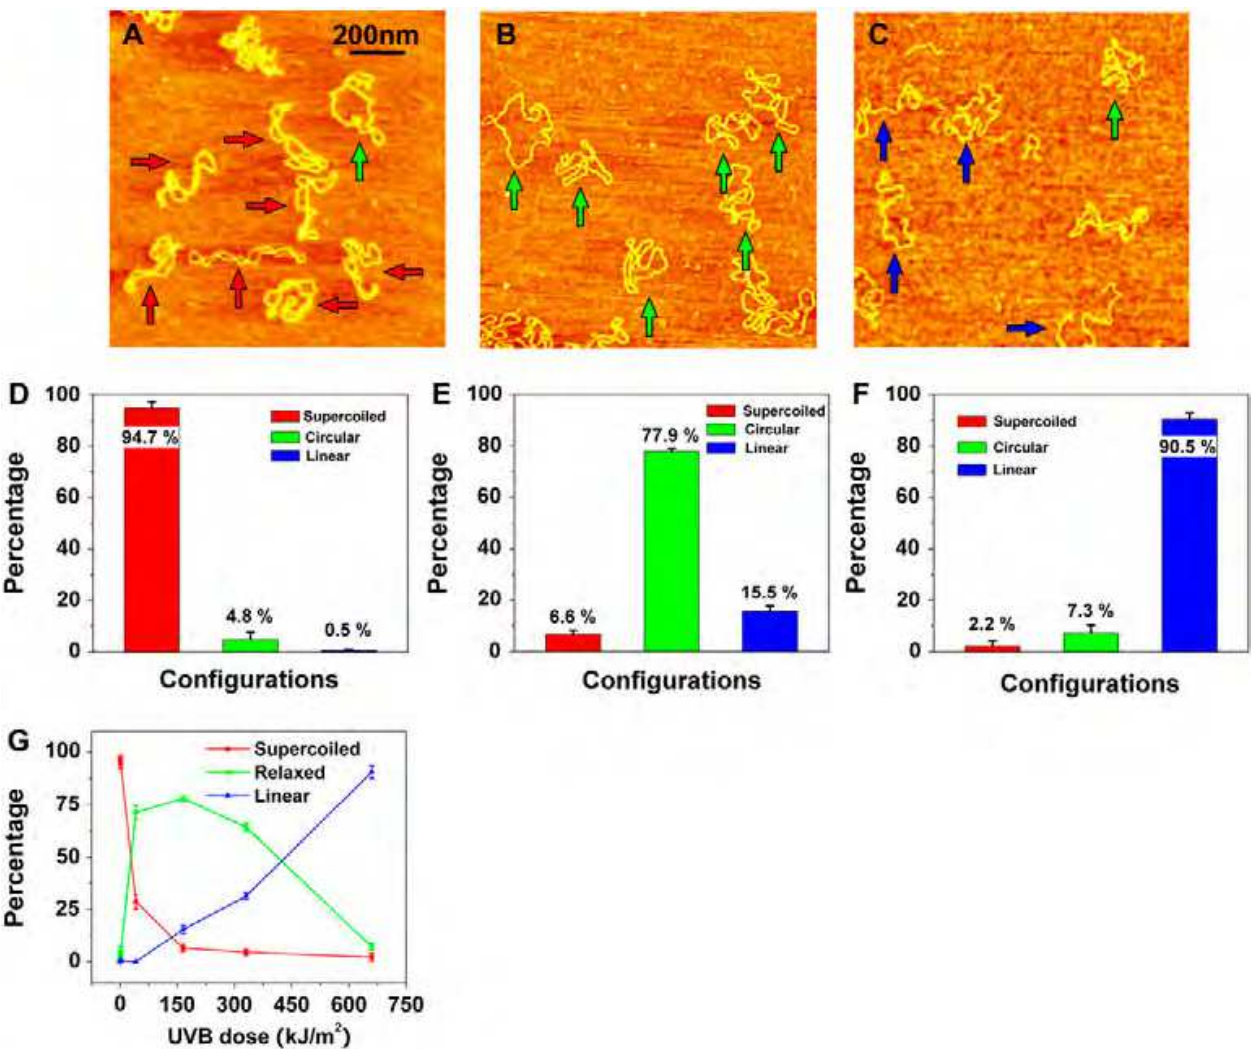 A
200nm
B
C
D
Percentage
100
80
60
40
20
0
94.7 %
4.8 %
0.5 %
Supercoiled
Circular
Linear
Configurations
E
Percentage
100
80
60
40
20
0
6.6 %
77.9 %
15.5 %
Supercoiled
Circular
Linear
Configurations
F
Percentage
100
80
60
40
20
0
2.2 %
7.3 %
90.5 %
Supercoiled
Circular
Linear
Configurations
G
Percentage
100
75
50
25
0
Supercoiled
Relaxed
Linear
0 150 300 450 600 750
UVB dose (kJ/m²)